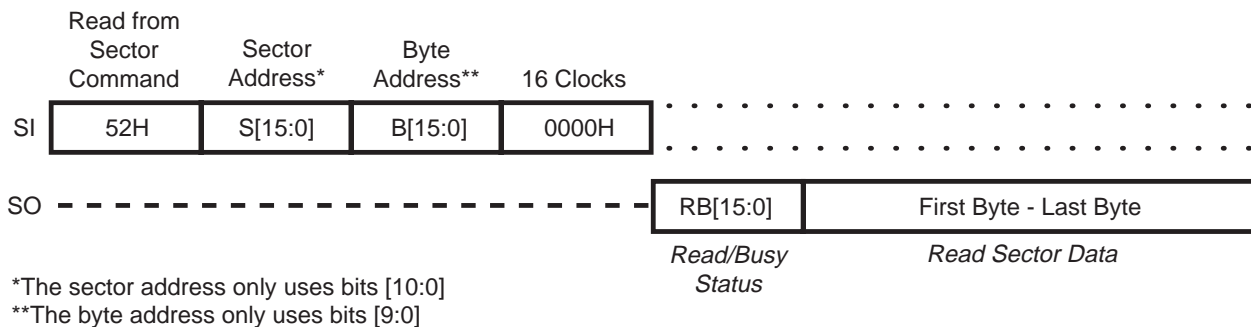 Read from
Sector
Command
Sector
Address*
Byte
Address**
16 Clocks
SI
52H
S[15:0]
B[15:0]
0000H
SO
RB[15:0]
First Byte - Last Byte
Read/Busy
Status
Read Sector Data
*The sector address only uses bits [10:0]
**The byte address only uses bits [9:0]